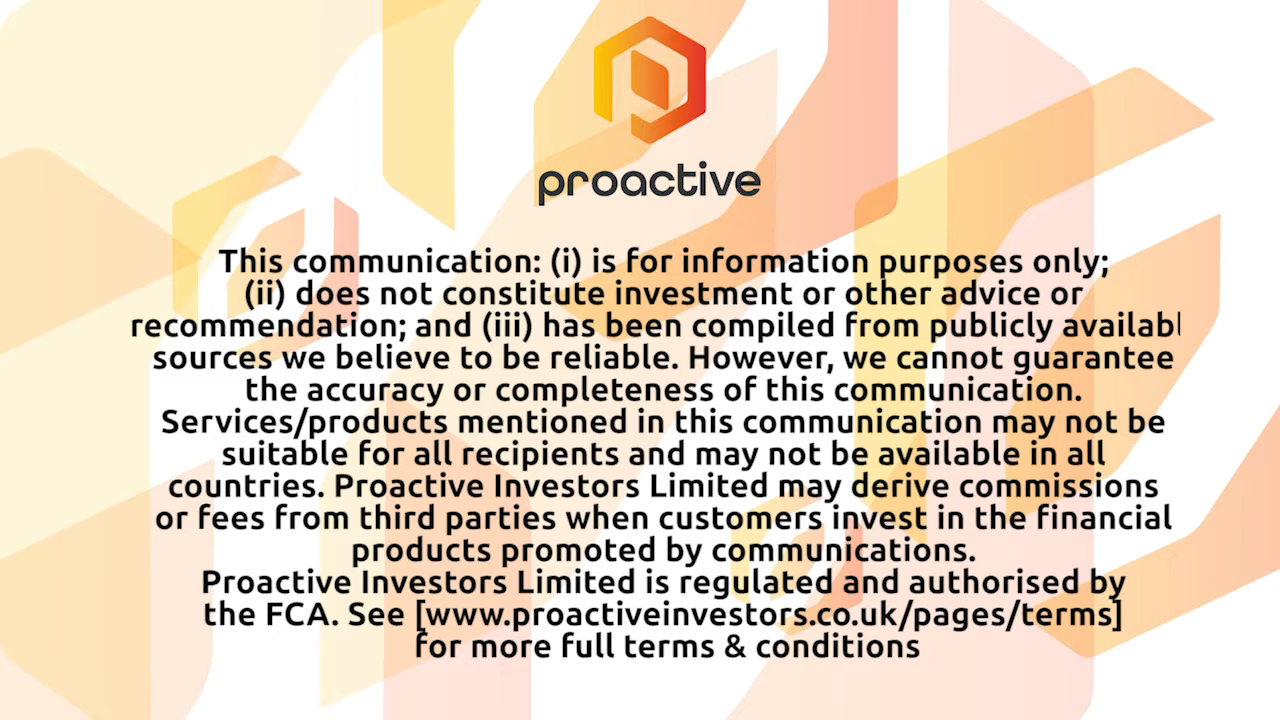 proactive
This communication: (i) is for information purposes only;
(ii) does not constitute investment or other advice or
recommendation; and (iii) has been compiled from publicly availabl
sources we believe to be reliable. However, we cannot guarantee
the accuracy or completeness of this communication.
Services/products mentioned in this communication may not be
suitable for all recipients and may not be available in all
countries. Proactive Investors Limited may derive commissions
or fees from third parties when customers invest in the financial
products promoted by communications.
Proactive Investors Limited is regulated and authorised by
the FCA. See [www.proactiveinvestors.co.uk/pages/terms]
for more full terms & conditions